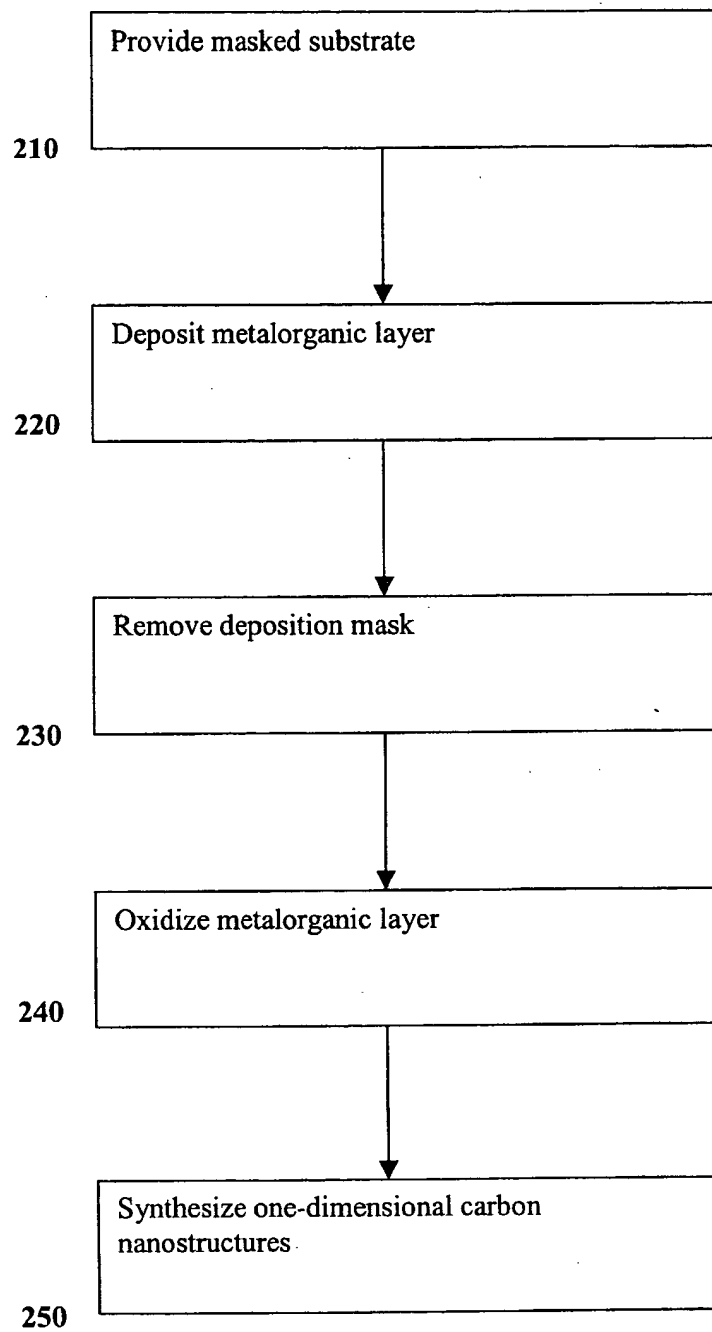 Provide masked substrate
210
Deposit metalorganic layer
220
Remove deposition mask
230
Oxidize metalorganic layer
240
Synthesize one-dimensional carbon
nanostructures
250